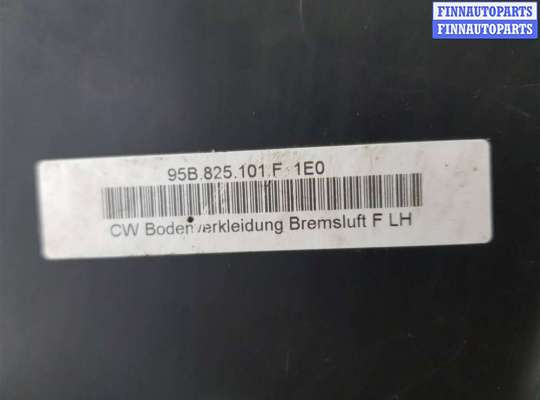 FINNAUTOPARTS
FINNAUTOPARTS
95B.825.101.F 1E0
CW Bodenverkleidung Bremsluft F LH